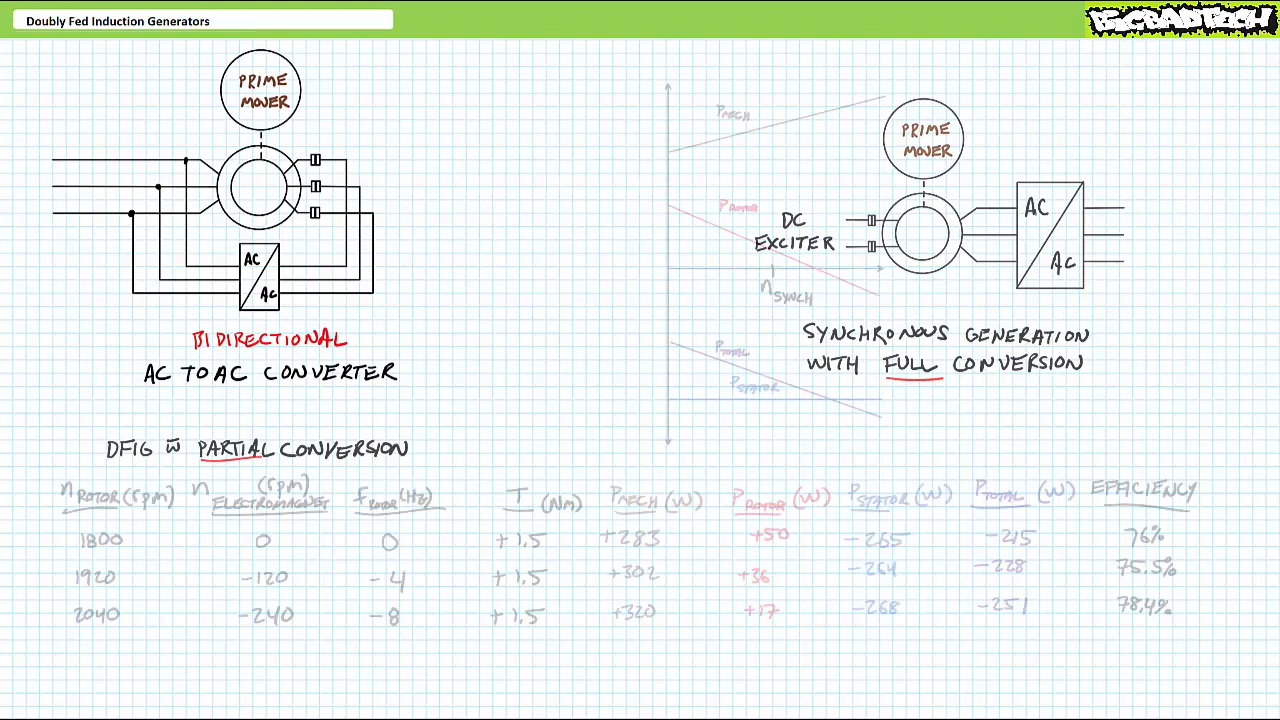 Doubly Fed Induction Generators
BIGBADTECH
PRIME
MOVER
AC
AC
BIDIRECTIONAL
AC TO AC CONVERTER
DFIG w̅ PARTIAL CONVERSION
PMECH
PROTOR
nSYNCH
PTOTAL
PSTATOR
PRIME
MOVER
DC
EXCITER
AC
AC
SYNCHRONOUS GENERATION
WITH FULL CONVERSION
nROTOR (rpm) nELECTROMAGNET (rpm) fROTOR (Hz) T (Nm) PMECH (W) PROTOR (W) PSTATOR (W) PTOTAL (W) EFFICIENCY
1800 0 0 +1.5 +283 +50 -265 -215 76%
1920 -120 -4 +1.5 +302 +36 -264 -228 75.5%
2040 -240 -8 +1.5 +320 +17 -268 -251 78.4%